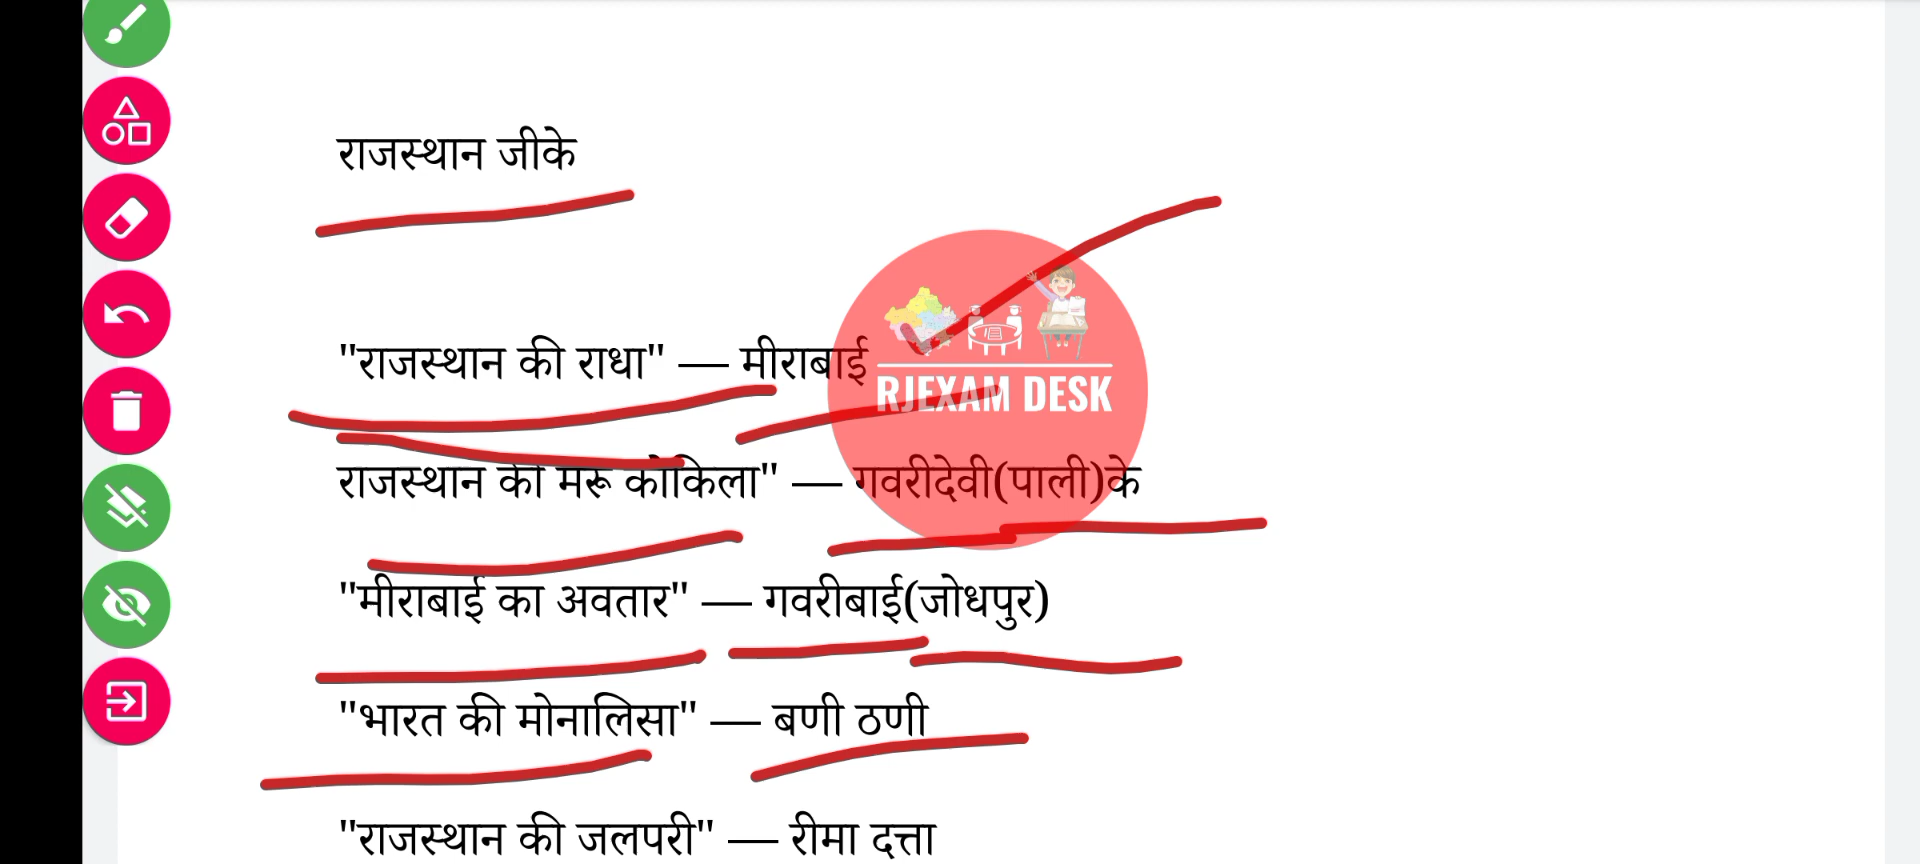 राजस्थान जीके
"राजस्थान की राधा" — मीराबाई
RJEXAM DESK
राजस्थान की मरू कोकिला" — गवरीदेवी(पाली)के
"मीराबाई का अवतार" — गवरीबाई(जोधपुर)
"भारत की मोनालिसा" — बणी ठणी
"राजस्थान की जलपरी" — रीमा दत्ता